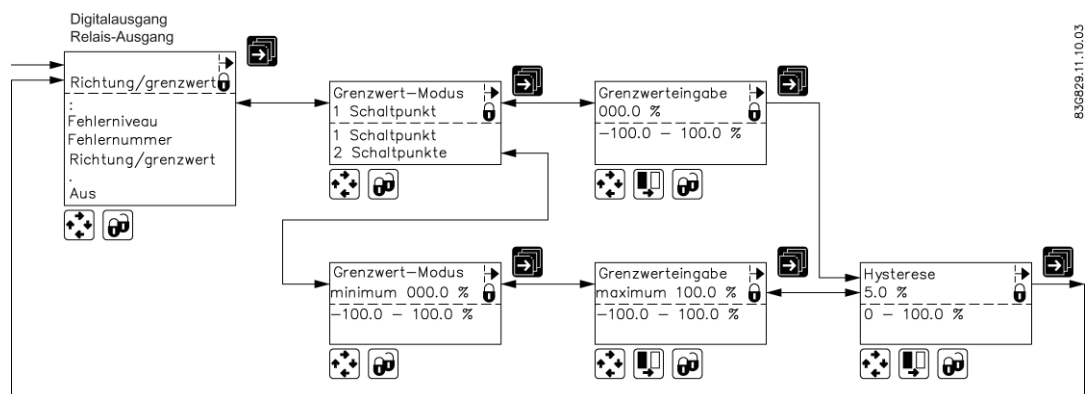 Digitalausgang
Relais-Ausgang
Richtung/grenzwert
:
Fehlerniveau
Fehlernummer
Richtung/grenzwert
.
Aus
Grenzwert-Modus
1 Schaltpunkt
1 Schaltpunkt
2 Schaltpunkte
Grenzwerteingabe
000.0 %
-100.0 - 100.0 %
Grenzwert-Modus
minimum 000.0 %
-100.0 - 100.0 %
Grenzwerteingabe
maximum 100.0 %
-100.0 - 100.0 %
Hysterese
5.0 %
0 - 100.0 %
83G829.11.10.03